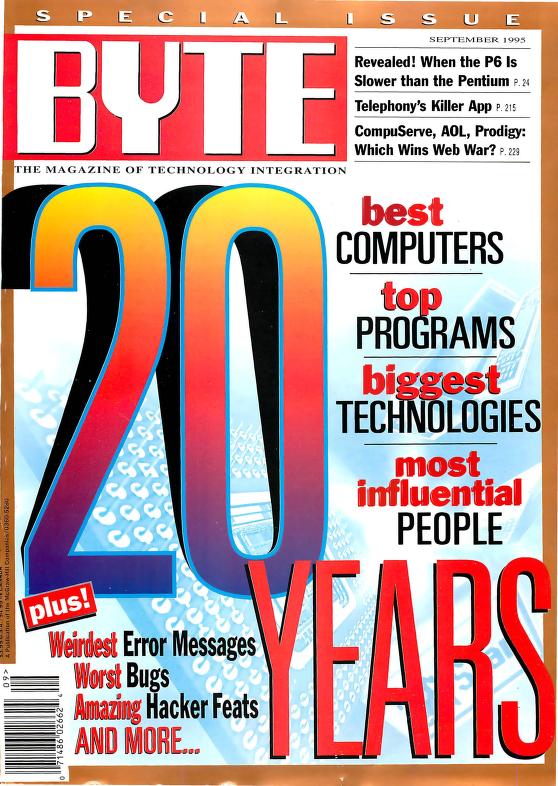 SPECIAL ISSUE
BYTE
SEPTEMBER 1995
Revealed! When the P6 Is
Slower than the Pentium P. 24
Telephony's Killer App P. 215
CompuServe, AOL, Prodigy:
Which Wins Web War? P. 229
THE MAGAZINE OF TECHNOLOGY INTEGRATION
20
YEARS
best
COMPUTERS
top
PROGRAMS
biggest
TECHNOLOGIES
most
influential
PEOPLE
plus!
Weirdest Error Messages
Worst Bugs
Amazing Hacker Feats
AND MORE...
A Publication of the McGraw-Hill Companies/0360-5280
09>
0 71486 02662 4